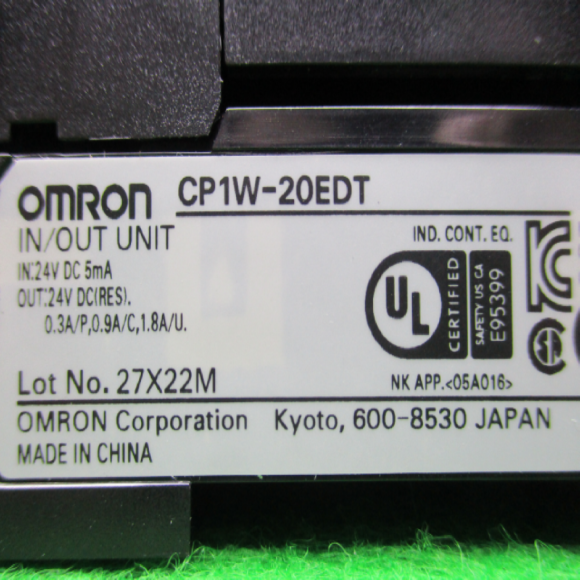 OMRON CP1W-20EDT
IN/OUT UNIT
IN:24V DC 5mA
OUT:24V DC(RES).
0.3A/P,0.9A/C,1.8A/U.
IND. CONT. EQ.
UL
CERTIFIED
SAFETY US CA
E95399
NK APP.<05A016>
Lot No. 27X22M
OMRON Corporation Kyoto, 600-8530 JAPAN
MADE IN CHINA